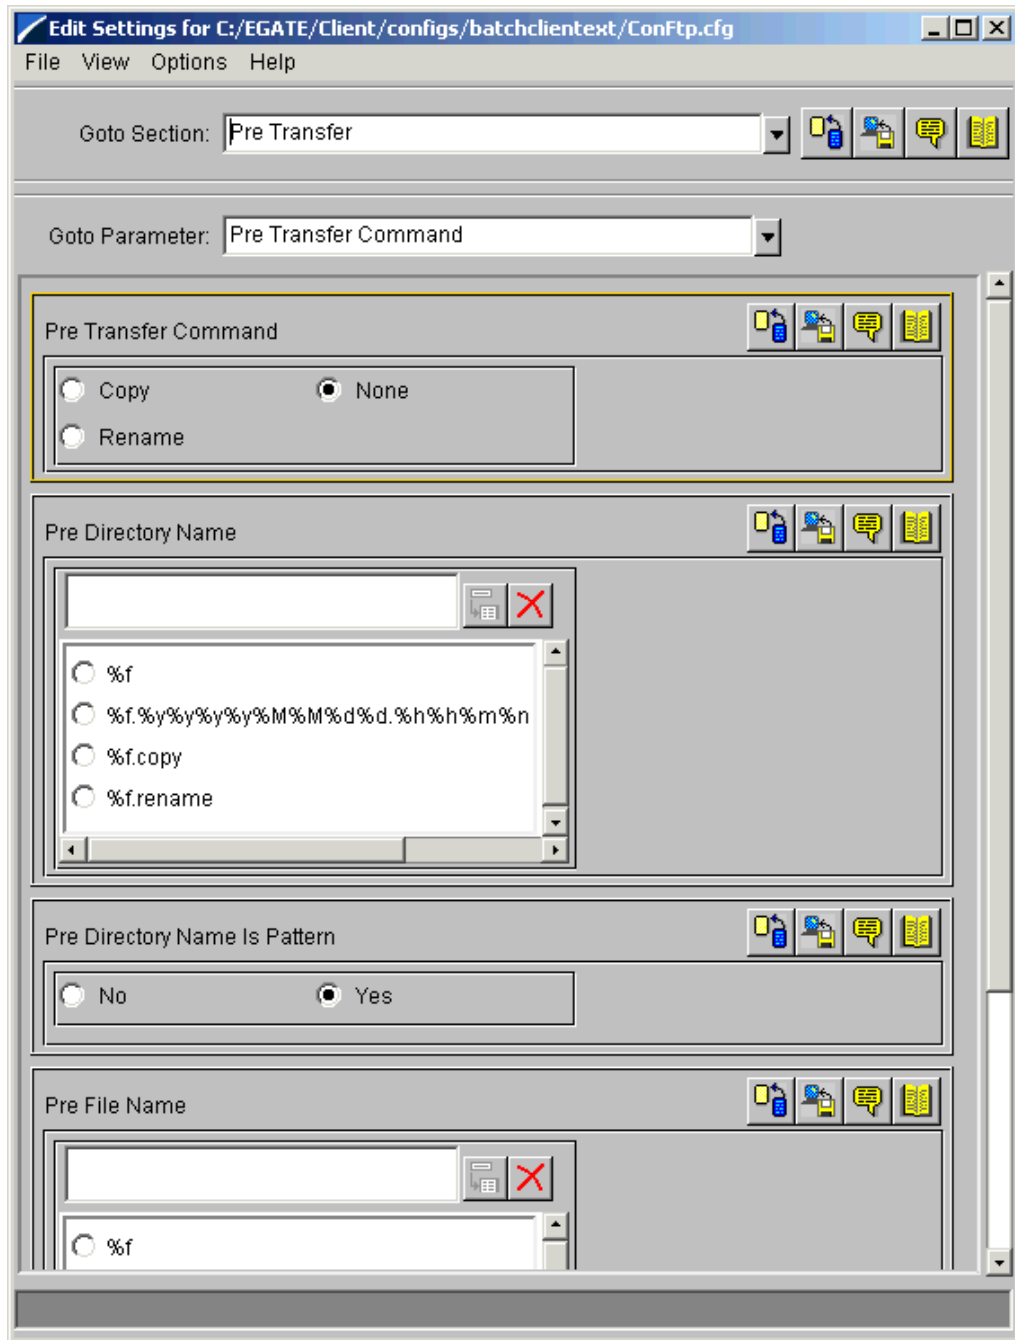 Edit Settings for C:/EGATE/Client/configs/batchclientext/ConFtp.cfg
File View Options Help
Goto Section: Pre Transfer
Goto Parameter: Pre Transfer Command
Pre Transfer Command
Copy None
Rename
Pre Directory Name
%f
%f.%y%y%y%y%M%M%d%d.%h%h%m%n
%f.copy
%f.rename
Pre Directory Name Is Pattern
No Yes
Pre File Name
%f